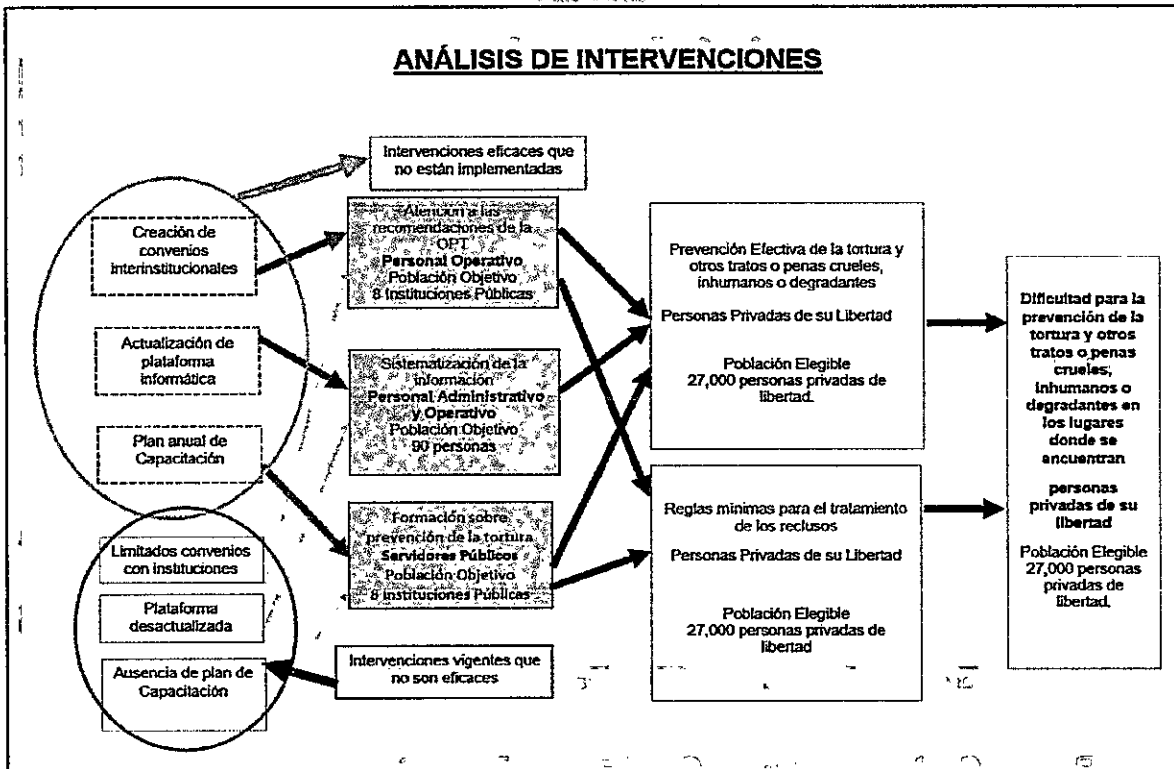 ANÁLISIS DE INTERVENCIONES
Intervenciones eficaces que
no están implementadas
Creación de
convenios
interinstitucionales
Actualización de
plataforma
informática
Plan anual de
Capacitación
Limitados convenios
con instituciones
Plataforma
desactualizada
Ausencia de plan de
Capacitación
Atención a las
recomendaciones de la
OPT
Personal Operativo
Población Objetivo
8 Instituciones Públicas
Sistematización de la
información
Personal Administrativo
y Operativo
Población Objetivo
90 personas
Formación sobre
prevención de la tortura
Servidores Públicos
Población Objetivo
8 Instituciones Públicas
Intervenciones vigentes que
no son eficaces
Prevención Efectiva de la tortura y
otros tratos o penas crueles,
inhumanos o degradantes
Personas Privadas de su Libertad
Población Elegible
27,000 personas privadas de
libertad.
Reglas mínimas para el tratamiento
de los reclusos
Personas Privadas de su Libertad
Población Elegible
27,000 personas privadas de
libertad
Dificultad para la
prevención de la
tortura y otros
tratos o penas
crueles,
inhumanos o
degradantes en
los lugares
donde se
encuentran
personas
privadas de su
libertad
Población Elegible
27,000 personas
privadas de
libertad.